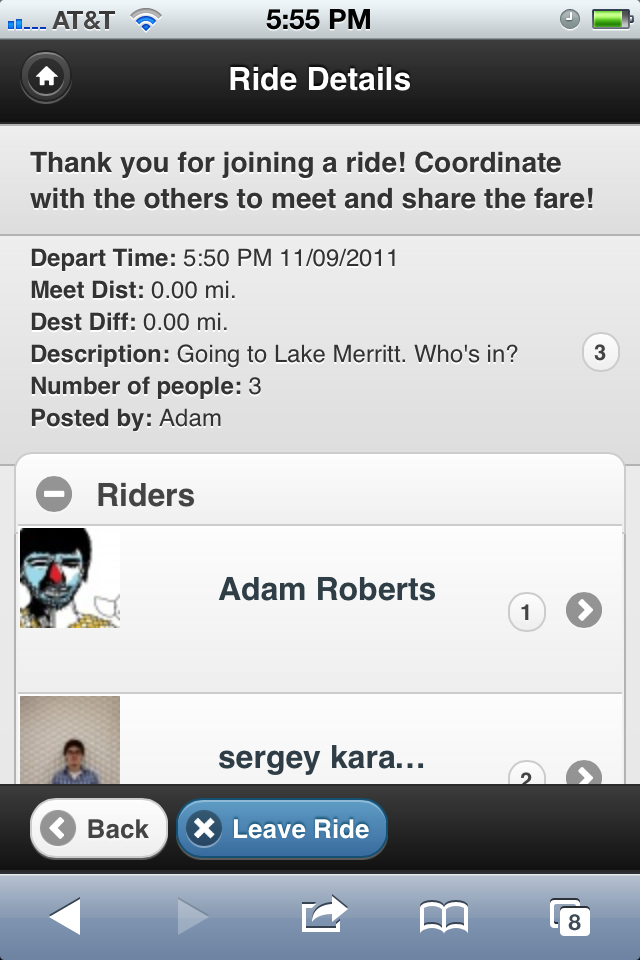 AT&T 5:55 PM
Ride Details
Thank you for joining a ride! Coordinate
with the others to meet and share the fare!
Depart Time: 5:50 PM 11/09/2011
Meet Dist: 0.00 mi.
Dest Diff: 0.00 mi.
Description: Going to Lake Merritt. Who's in?
3
Number of people: 3
Posted by: Adam
Riders
Adam Roberts
1
sergey kara...
2
Back Leave Ride
8